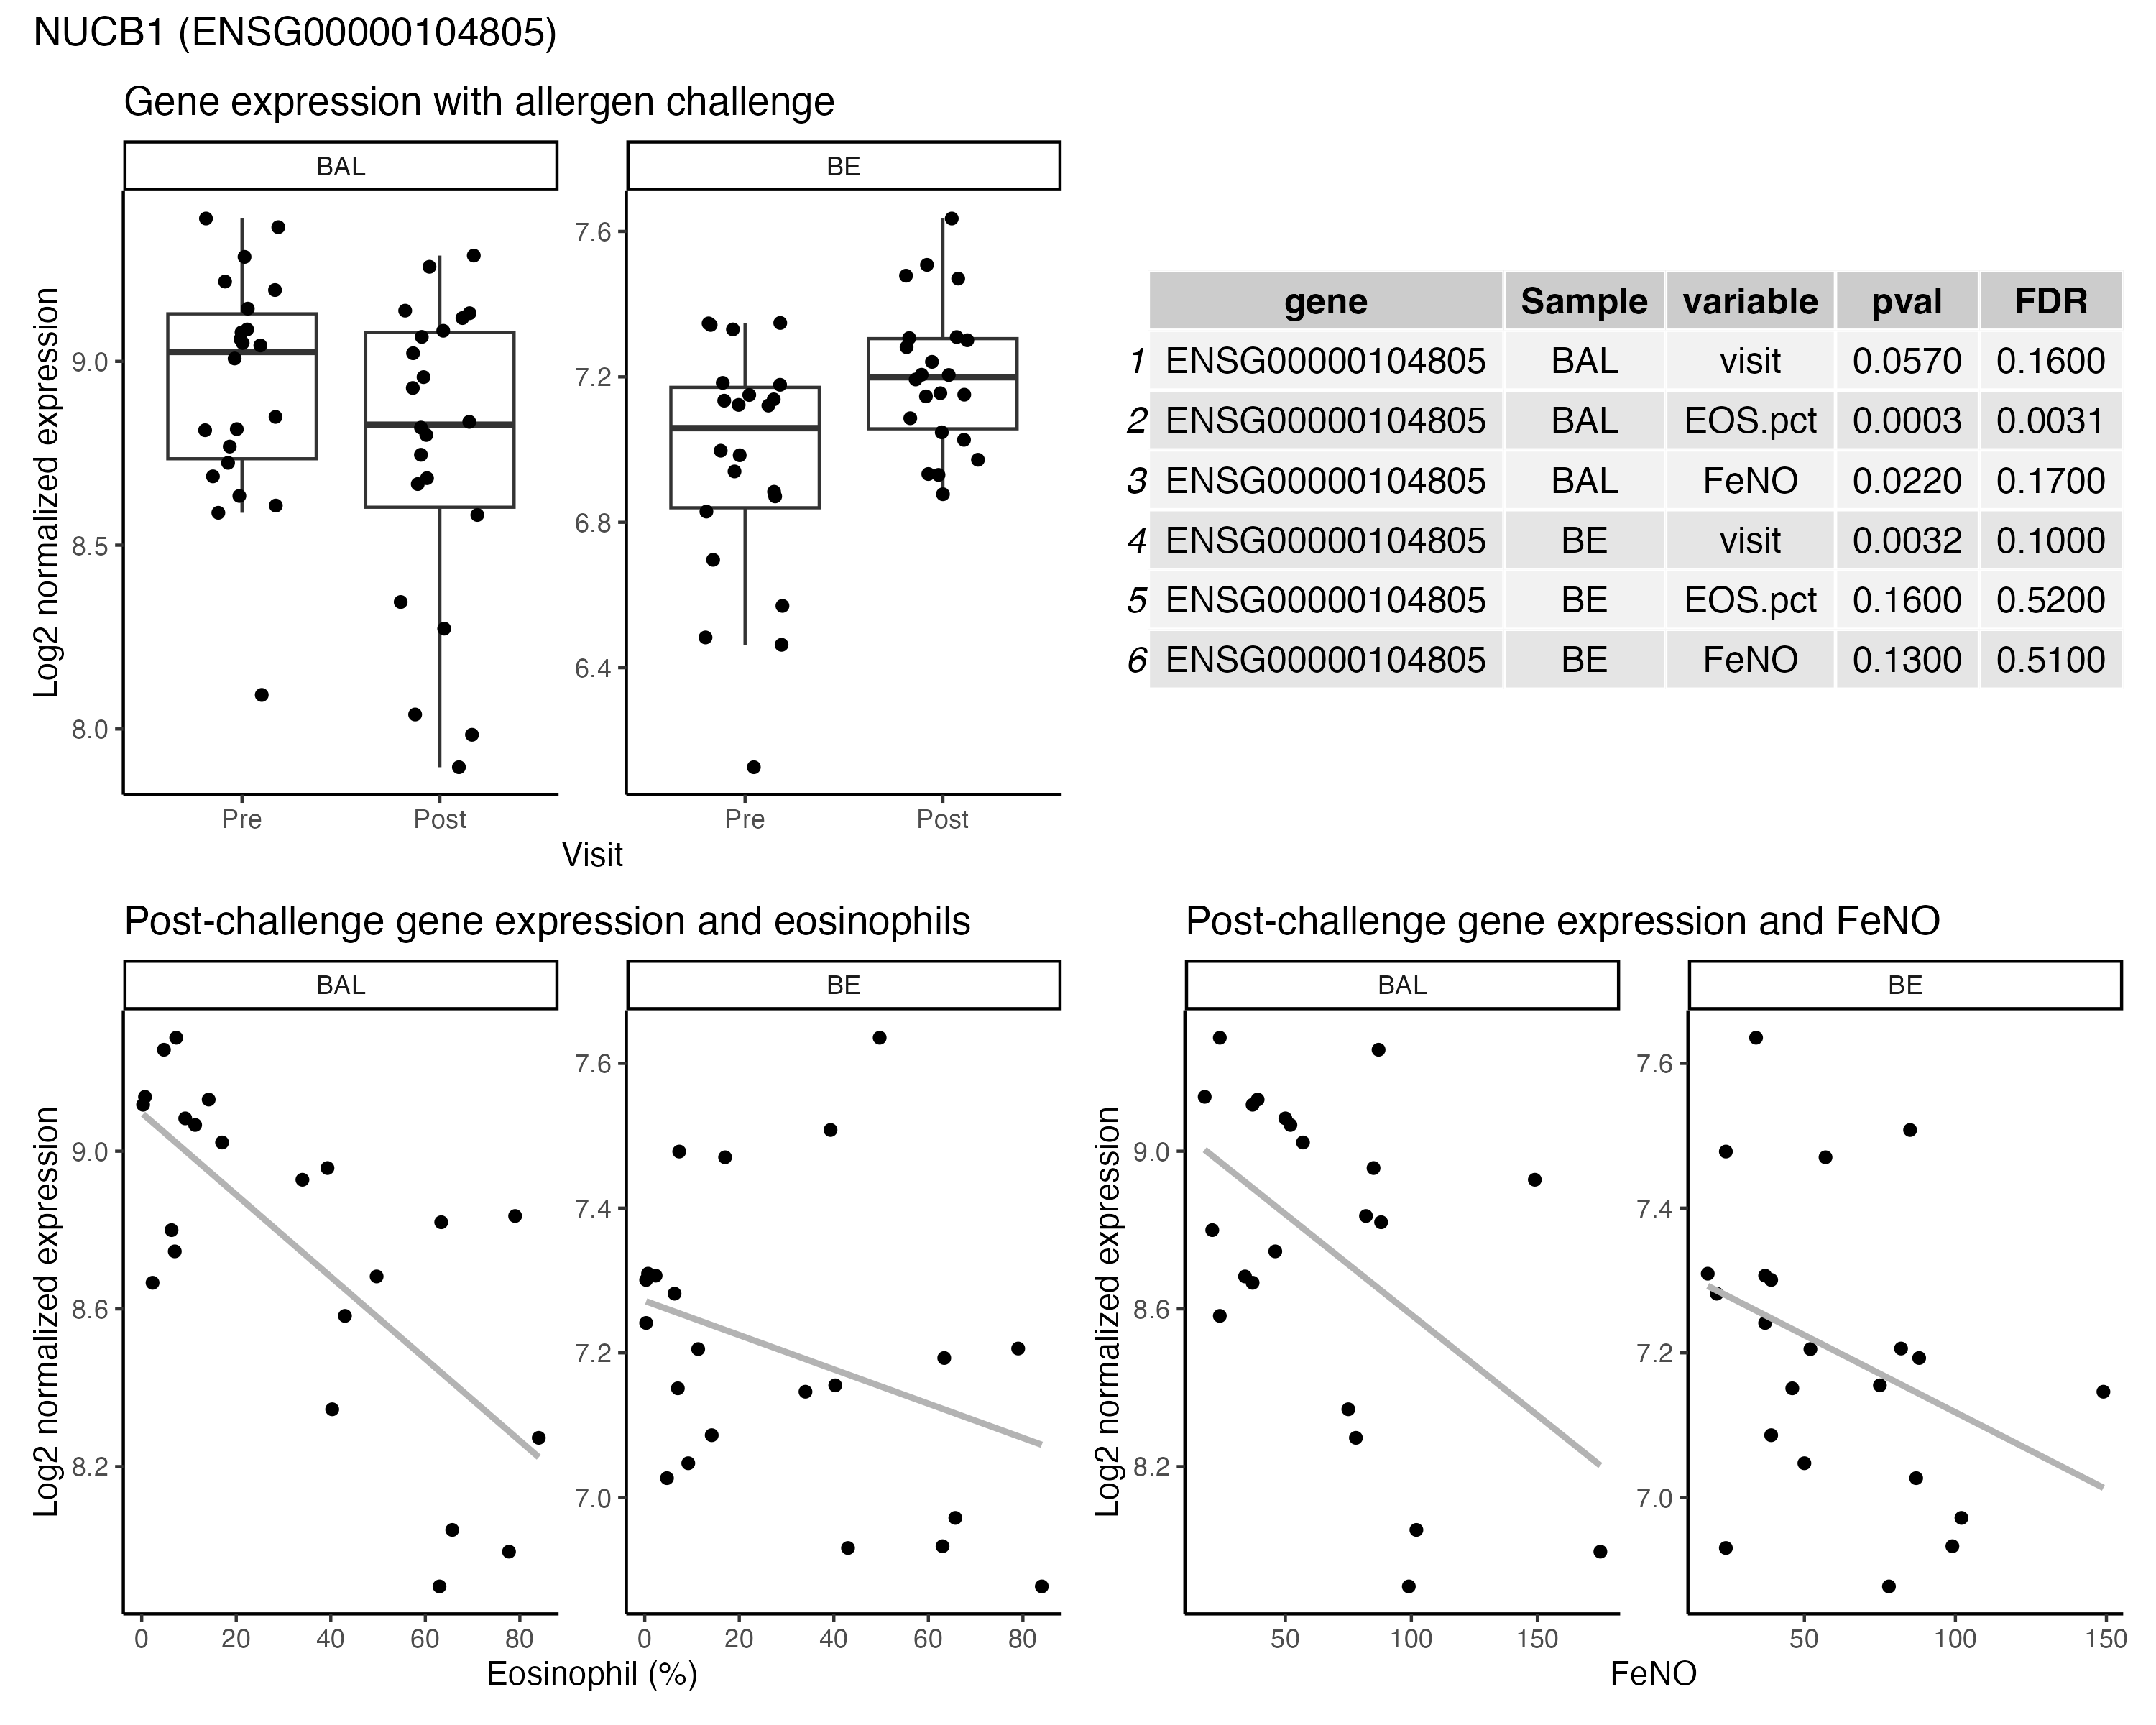 NUCB1 (ENSG00000104805)
Gene expression with allergen challenge
BAL BE
Log2 normalized expression
9.0
8.5
8.0
7.6
7.2
6.8
6.4
Pre Post Pre Post
Visit
gene Sample variable pval FDR
1 ENSG00000104805 BAL visit 0.0570 0.1600
2 ENSG00000104805 BAL EOS.pct 0.0003 0.0031
3 ENSG00000104805 BAL FeNO 0.0220 0.1700
4 ENSG00000104805 BE visit 0.0032 0.1000
5 ENSG00000104805 BE EOS.pct 0.1600 0.5200
6 ENSG00000104805 BE FeNO 0.1300 0.5100
Post-challenge gene expression and eosinophils
BAL BE
Log2 normalized expression
9.0
8.6
8.2
7.6
7.4
7.2
7.0
0 20 40 60 80 0 20 40 60 80
Eosinophil (%)
Post-challenge gene expression and FeNO
BAL BE
Log2 normalized expression
9.0
8.6
8.2
7.6
7.4
7.2
7.0
50 100 150 50 100 150
FeNO